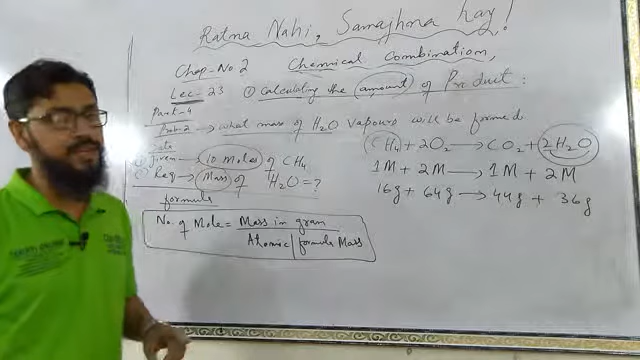 Ratna Nahi, Samajhna hay!
Chap-No 2 Chemical Combination,
Lec-23 ① Calculating the amount of Product:
Part-4
Prob-2 → What mass of H₂O Vapours will be formed
CH₄ + 2O₂ → CO₂ + 2H₂O
Given → 10 Moles of CH₄
1M + 2M → 1M + 2M
Req → Mass of H₂O = ?
16g + 64g → 44g + 36g
formula
No. of Mole = Mass in gram
Atomic | formula Mass